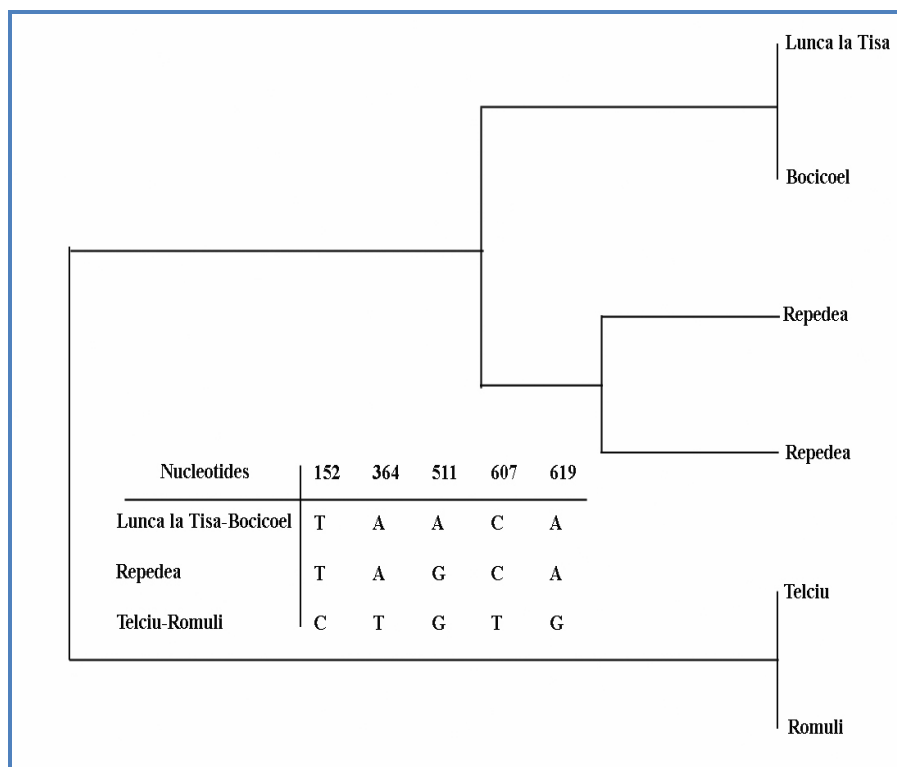 Lunca la Tisa
Bocicoel
Repedea
Repedea
Nucleotides 152 364 511 607 619
Lunca la Tisa-Bocicoel T A A C A
Repedea T A G C A
Telciu-Romuli C T G T G
Telciu
Romuli